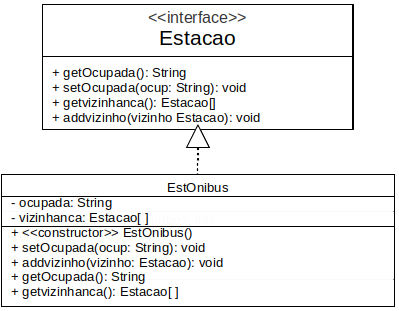 <<interface>>
Estacao
+ getOcupada(): String
+ setOcupada(ocup: String): void
+ getvizinhanca(): Estacao[]
+ addvizinho(vizinho Estacao): void
EstOnibus
- ocupada: String
- vizinhanca: Estacao[ ]
+ <<constructor>> EstOnibus()
+ setOcupada(ocup: String): void
+ addvizinho(vizinho: Estacao): void
+ getOcupada(): String
+ getvizinhanca(): Estacao[ ]